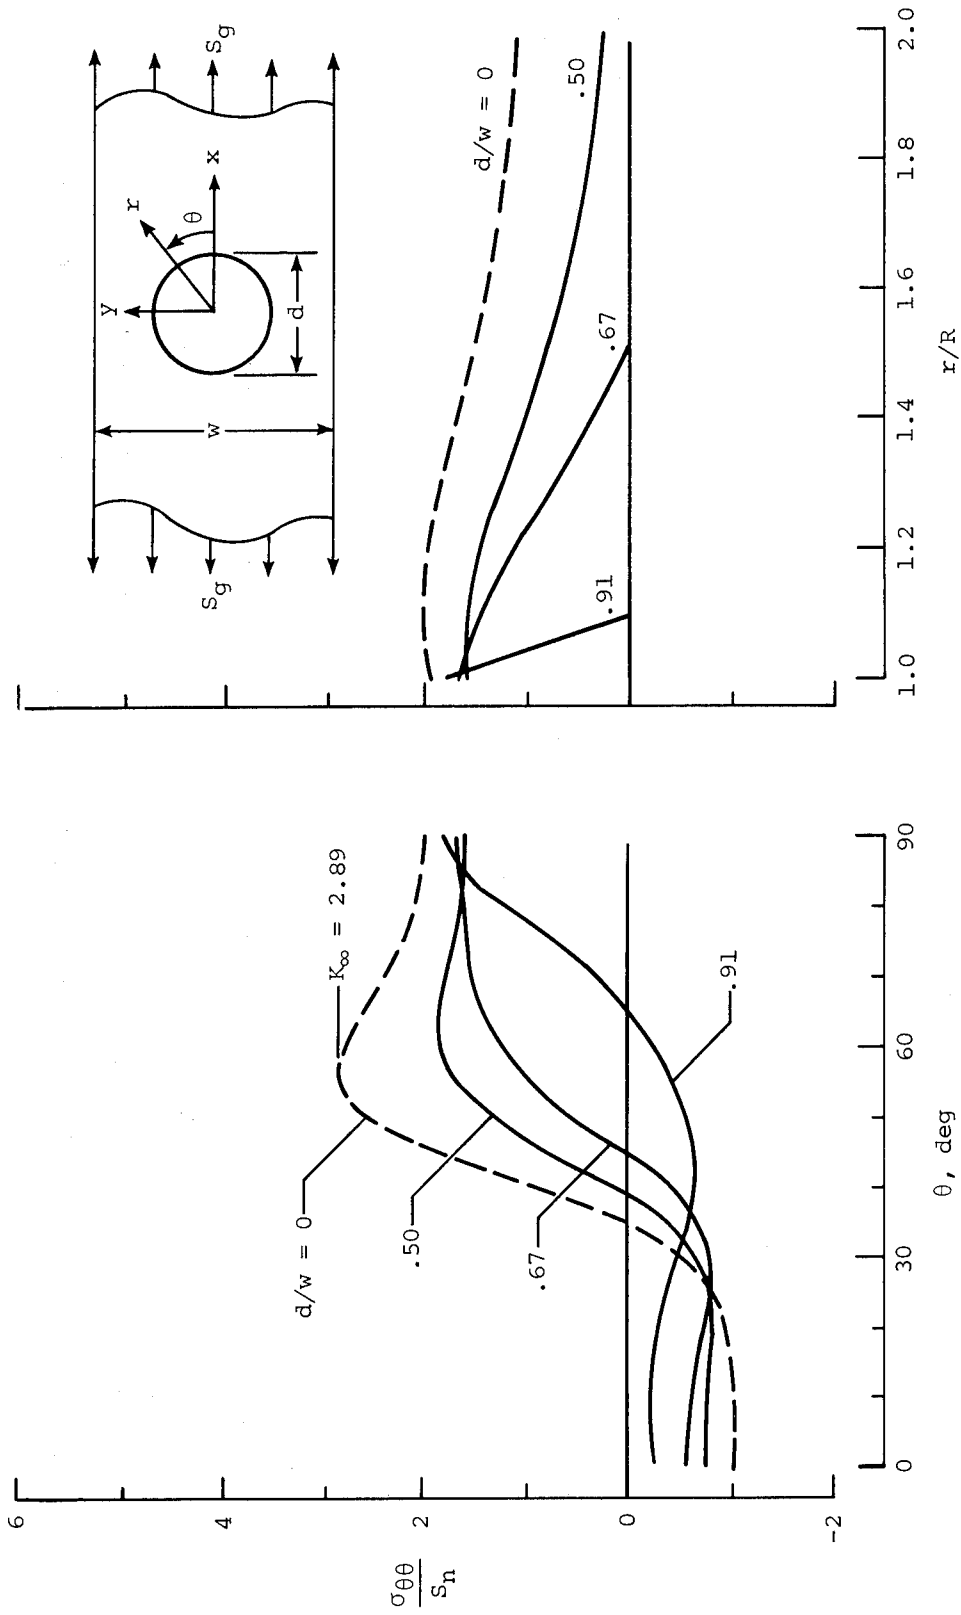 6
4
2
0
-2
σθθ
Sn
d/w = 0
.50
.67
K∞ = 2.89
.91
0
30
60
90
θ, deg
Sg
Sg
w
y
r
θ
x
d
d/w = 0
.50
.67
.91
1.0
1.2
1.4
1.6
1.8
2.0
r/R